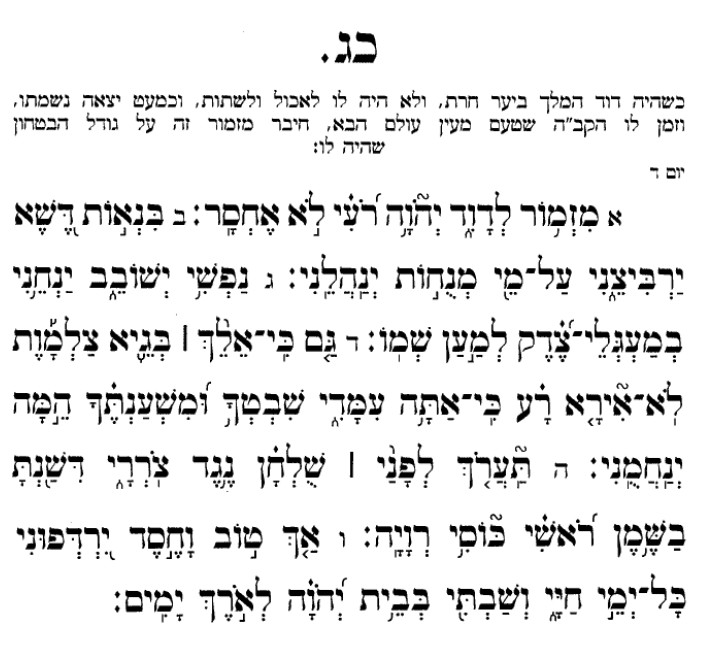 כג.
כשהיה דוד המלך ביער חרת, ולא היה לו לאכול ולשתות, וכמעט יצאה נשמתו,
וזמן לו הקב"ה שטעם מעין עולם הבא, חיבר מזמור זה על גודל הבטחון
שהיה לו:
יום ד
א מִזְמ֥וֹר לְדָוִ֑ד יְה֘וָ֥ה רֹ֝עִ֗י לֹ֣א אֶחְסָֽר׃ ב בִּנְא֣וֹת דֶּ֭שֶׁא
יַרְבִּיצֵ֑נִי עַל־מֵ֖י מְנֻח֣וֹת יְנַהֲלֵֽנִי׃ ג נַפְשִׁ֥י יְשׁוֹבֵ֑ב יַֽנְחֵ֥נִי
בְמַעְגְּלֵי־צֶ֝֗דֶק לְמַ֣עַן שְׁמֽוֹ׃ ד גַּ֤ם כִּֽי־אֵלֵ֨ךְ ׀ בְּגֵ֪יא צַלְמָ֡וֶת
לֹא־אִ֘ירָ֤א רָ֗ע כִּי־אַתָּ֥ה עִמָּדִ֑י שִׁבְטְךָ֥ וּ֝מִשְׁעַנְתֶּ֗ךָ הֵ֣מָּה
יְנַֽחֲמֻֽנִי׃ ה תַּ֘עֲרֹ֤ךְ לְפָנַ֨י ׀ שֻׁלְחָ֗ן נֶ֥גֶד צֹרְרָ֑י דִּשַּׁ֖נְתָּ
בַשֶּׁ֥מֶן רֹ֝אשִׁ֗י כּוֹסִ֥י רְוָיָֽה׃ ו אַ֤ךְ ט֤וֹב וָחֶ֣סֶד יִ֭רְדְּפוּנִי
כָּל־יְמֵ֣י חַיָּ֑י וְשַׁבְתִּ֥י בְּבֵית־יְ֝הוָ֗ה לְאֹ֣רֶךְ יָמִֽים׃